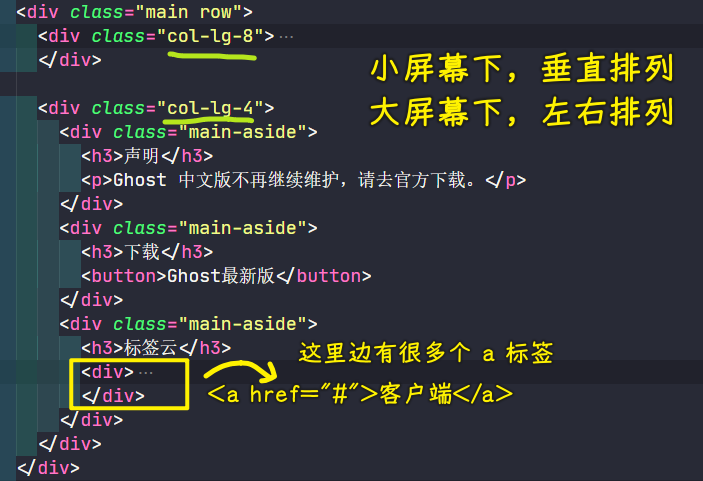 <div class="main row">
<div class="col-lg-8">…
</div>
小屏幕下，垂直排列
大屏幕下，左右排列
<div class="col-lg-4">
<div class="main-aside">
<h3>声明</h3>
<p>Ghost 中文版不再继续维护，请去官方下载。</p>
</div>
<div class="main-aside">
<h3>下载</h3>
<button>Ghost最新版</button>
</div>
<div class="main-aside">
<h3>标签云</h3>
这里边有很多个 a 标签
<div>…
</div>
<a href="#">客户端</a>
</div>
</div>
</div>